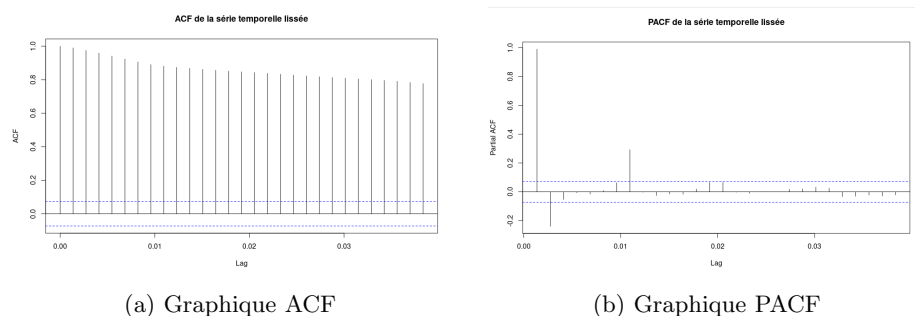 ACF de la série temporelle lissée
ACF
1.0
0.8
0.6
0.4
0.2
0.0
0.00
0.01
0.02
0.03
Lag
(a) Graphique ACF
PACF de la série temporelle lissée
Partial ACF
1.0
0.8
0.6
0.4
0.2
0.0
-0.2
0.00
0.01
0.02
0.03
Lag
(b) Graphique PACF